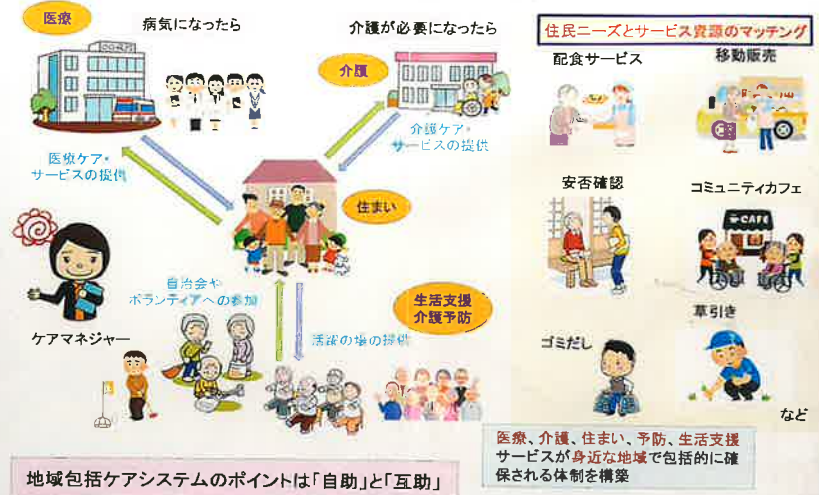 医療
病気になったら
介護が必要になったら
介護
医療ケア・
サービスの提供
介護ケア・
サービスの提供
住まい
ケアマネジャー
自治会や
ボランティアへの参加
生活支援
介護予防
活躍の場の提供
地域包括ケアシステムのポイントは「自助」と「互助」
住民ニーズとサービス資源のマッチング
配食サービス
移動販売
安否確認
コミュニティカフェ
CAFE
ゴミだし
草引き
など
医療、介護、住まい、予防、生活支援
サービスが身近な地域で包括的に確
保される体制を構築